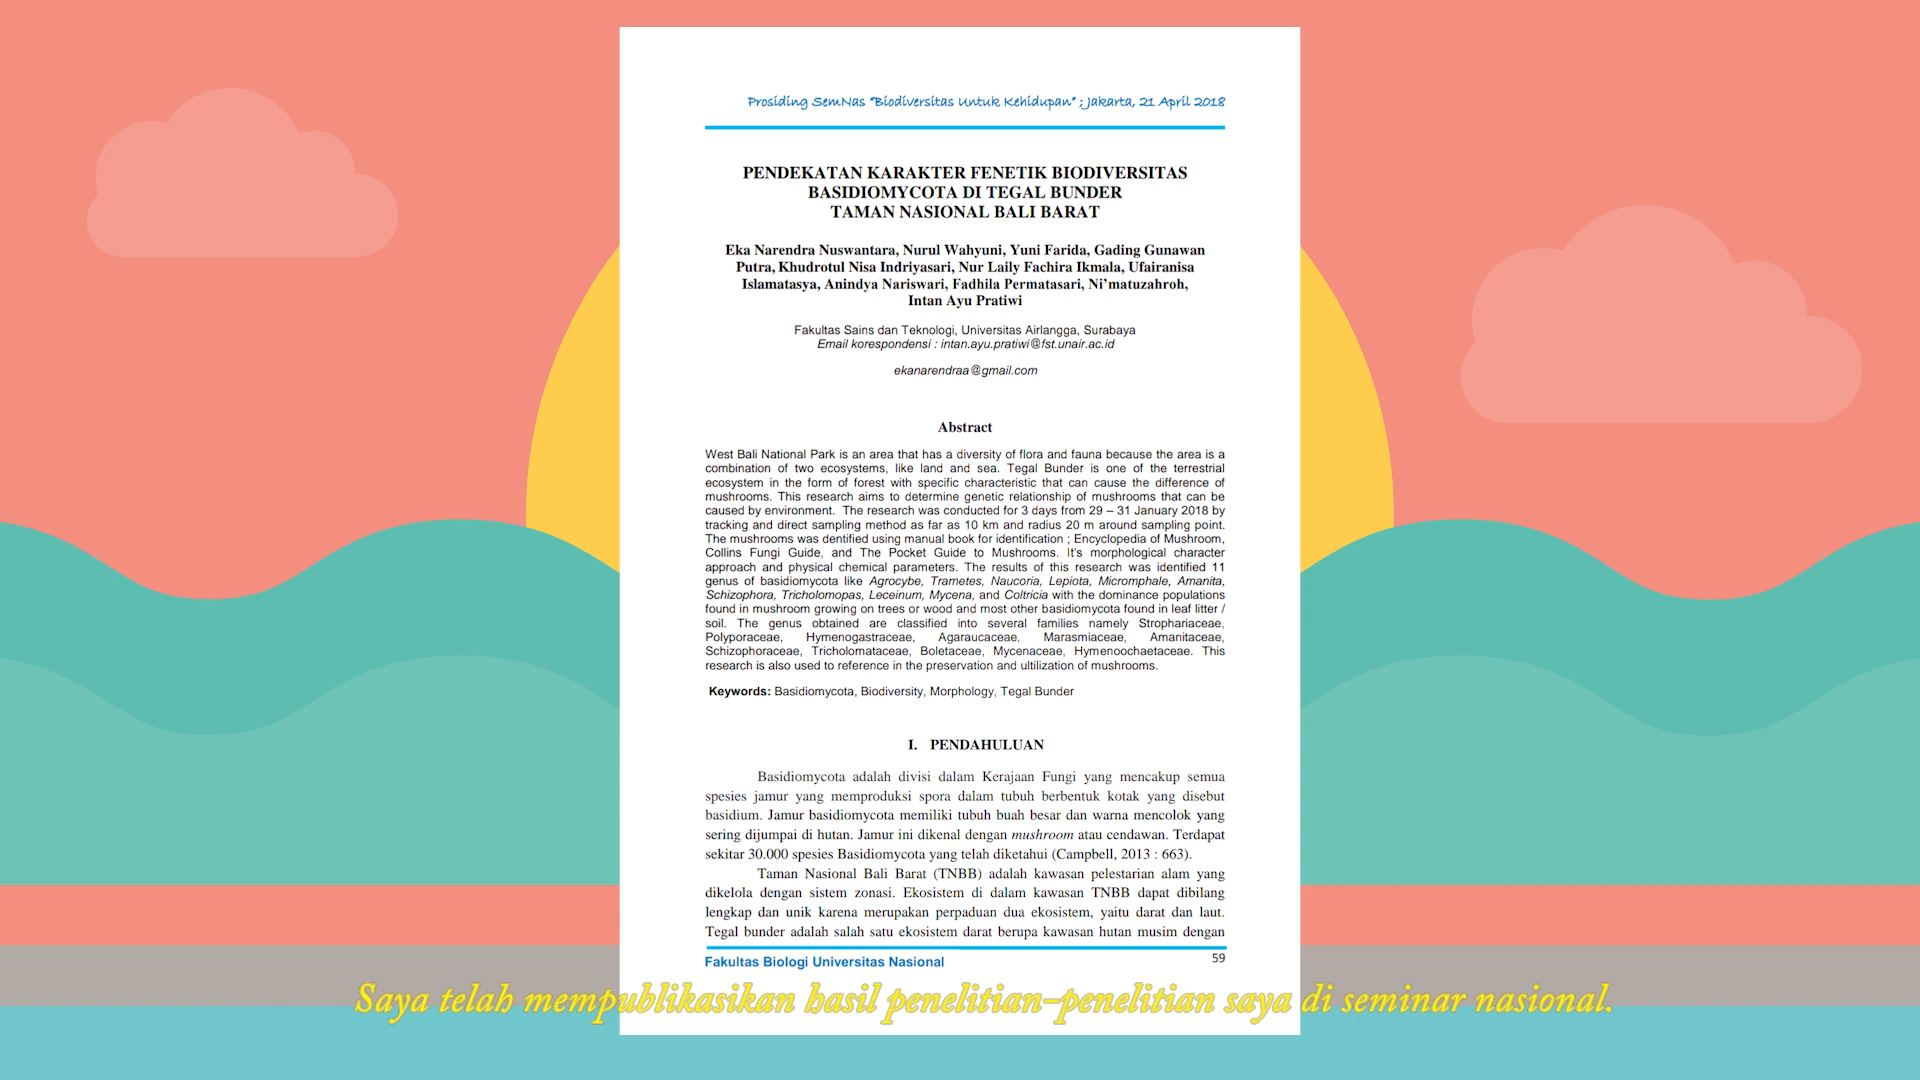 Prosiding SemNas "Biodiversitas Untuk Kehidupan" ; Jakarta, 21 April 2018
PENDEKATAN KARAKTER FENETIK BIODIVERSITAS
BASIDIOMYCOTA DI TEGAL BUNDER
TAMAN NASIONAL BALI BARAT
Eka Narendra Nuswantara, Nurul Wahyuni, Yuni Farida, Gading Gunawan
Putra, Khudrotul Nisa Indriyasari, Nur Laily Fachira Ikmala, Ufairanisa
Islamatasya, Anindya Nariswari, Fadhila Permatasari, Ni'matuzahroh,
Intan Ayu Pratiwi
Fakultas Sains dan Teknologi, Universitas Airlangga, Surabaya
Email korespondensi : intan.ayu.pratiwi@fst.unair.ac.id
ekanarendraa@gmail.com
Abstract
West Bali National Park is an area that has a diversity of flora and fauna because the area is a
combination of two ecosystems, like land and sea. Tegal Bunder is one of the terrestrial
ecosystem in the form of forest with specific characteristic that can cause the difference of
mushrooms. This research aims to determine genetic relationship of mushrooms that can be
caused by environment. The research was conducted for 3 days from 29 – 31 January 2018 by
tracking and direct sampling method as far as 10 km and radius 20 m around sampling point.
The mushrooms was dentified using manual book for identification ; Encyclopedia of Mushroom,
Collins Fungi Guide, and The Pocket Guide to Mushrooms. It's morphological character
approach and physical chemical parameters. The results of this research was identified 11
genus of basidiomycota like Agrocybe, Trametes, Naucoria, Lepiota, Micromphale, Amanita,
Schizophora, Tricholomopas, Leceinum, Mycena, and Coltricia with the dominance populations
found in mushroom growing on trees or wood and most other basidiomycota found in leaf litter /
soil. The genus obtained are classified into several families namely Strophariaceae,
Polyporaceae, Hymenogastraceae, Agaraucaceae, Marasmiaceae, Amanitaceae,
Schizophoraceae, Tricholomataceae, Boletaceae, Mycenaceae, Hymenoochaetaceae. This
research is also used to reference in the preservation and ultilization of mushrooms.
Keywords: Basidiomycota, Biodiversity, Morphology, Tegal Bunder
I. PENDAHULUAN
Basidiomycota adalah divisi dalam Kerajaan Fungi yang mencakup semua
spesies jamur yang memproduksi spora dalam tubuh berbentuk kotak yang disebut
basidium. Jamur basidiomycota memiliki tubuh buah besar dan warna mencolok yang
sering dijumpai di hutan. Jamur ini dikenal dengan mushroom atau cendawan. Terdapat
sekitar 30.000 spesies Basidiomycota yang telah diketahui (Campbell, 2013 : 663).
Taman Nasional Bali Barat (TNBB) adalah kawasan pelestarian alam yang
dikelola dengan sistem zonasi. Ekosistem di dalam kawasan TNBB dapat dibilang
lengkap dan unik karena merupakan perpaduan dua ekosistem, yaitu darat dan laut.
Tegal bunder adalah salah satu ekosistem darat berupa kawasan hutan musim dengan
Fakultas Biologi Universitas Nasional
59
Saya telah mempublikasikan hasil penelitian-penelitian saya di seminar nasional.